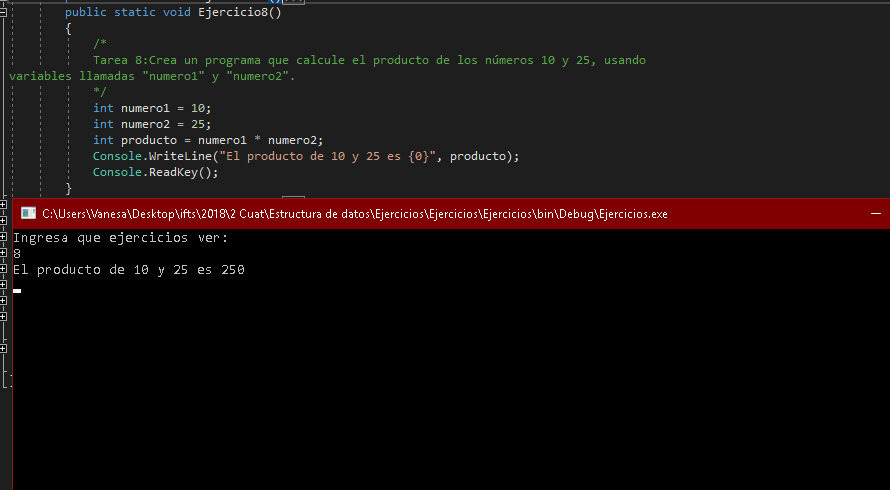 public static void Ejercicio8()
{
/*
Tarea 8:Crea un programa que calcule el producto de los números 10 y 25, usando
variables llamadas "numero1" y "numero2".
*/
int numero1 = 10;
int numero2 = 25;
int producto = numero1 * numero2;
Console.WriteLine("El producto de 10 y 25 es {0}", producto);
Console.ReadKey();
}
C:\Users\Vanesa\Desktop\ifts\2018\2 Cuat\Estructura de datos\Ejercicios\Ejercicios\Ejercicios\bin\Debug\Ejercicios.exe
Ingresa que ejercicios ver:
8
El producto de 10 y 25 es 250